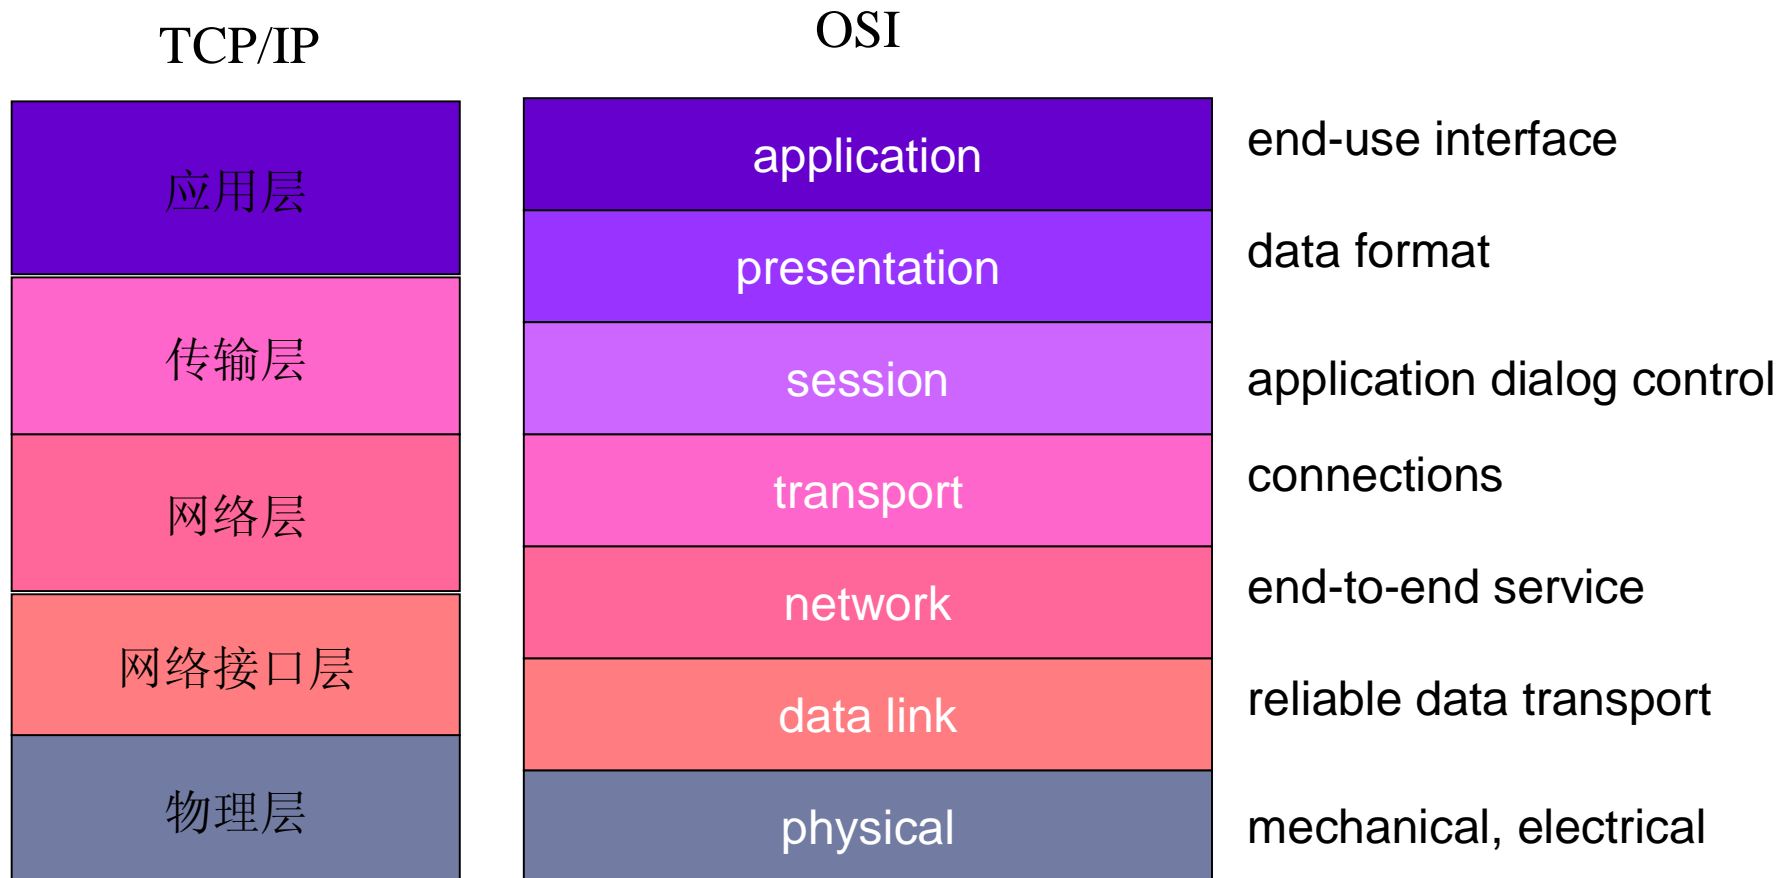 TCP/IP
OSI
应用层
传输层
网络层
网络接口层
物理层
application
end-use interface
presentation
data format
session
application dialog control
transport
connections
network
end-to-end service
data link
reliable data transport
physical
mechanical, electrical